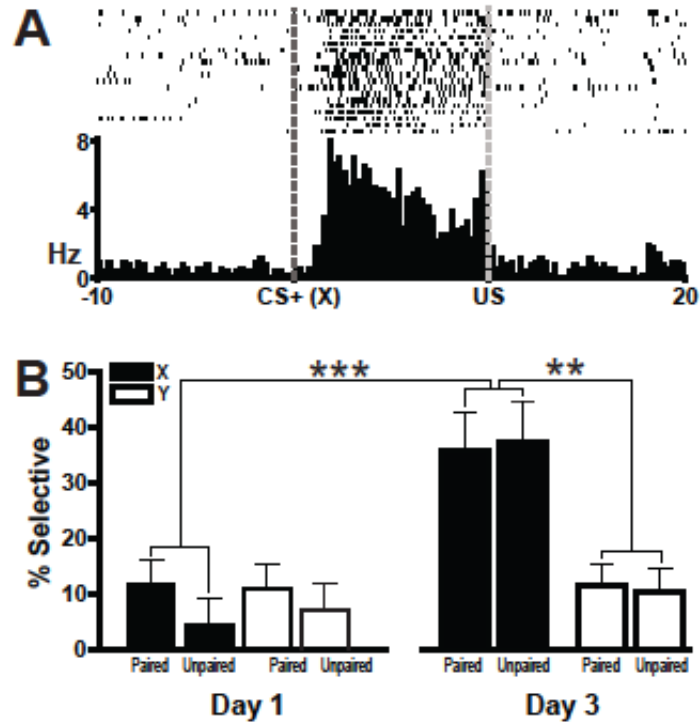 A
8
4
Hz
0
-10 CS+ (X) US 20
B
50
X
Y
***
**
40
30
20
10
0
% Selective
Paired Unpaired Paired Unpaired Paired Unpaired Paired Unpaired
Day 1 Day 3